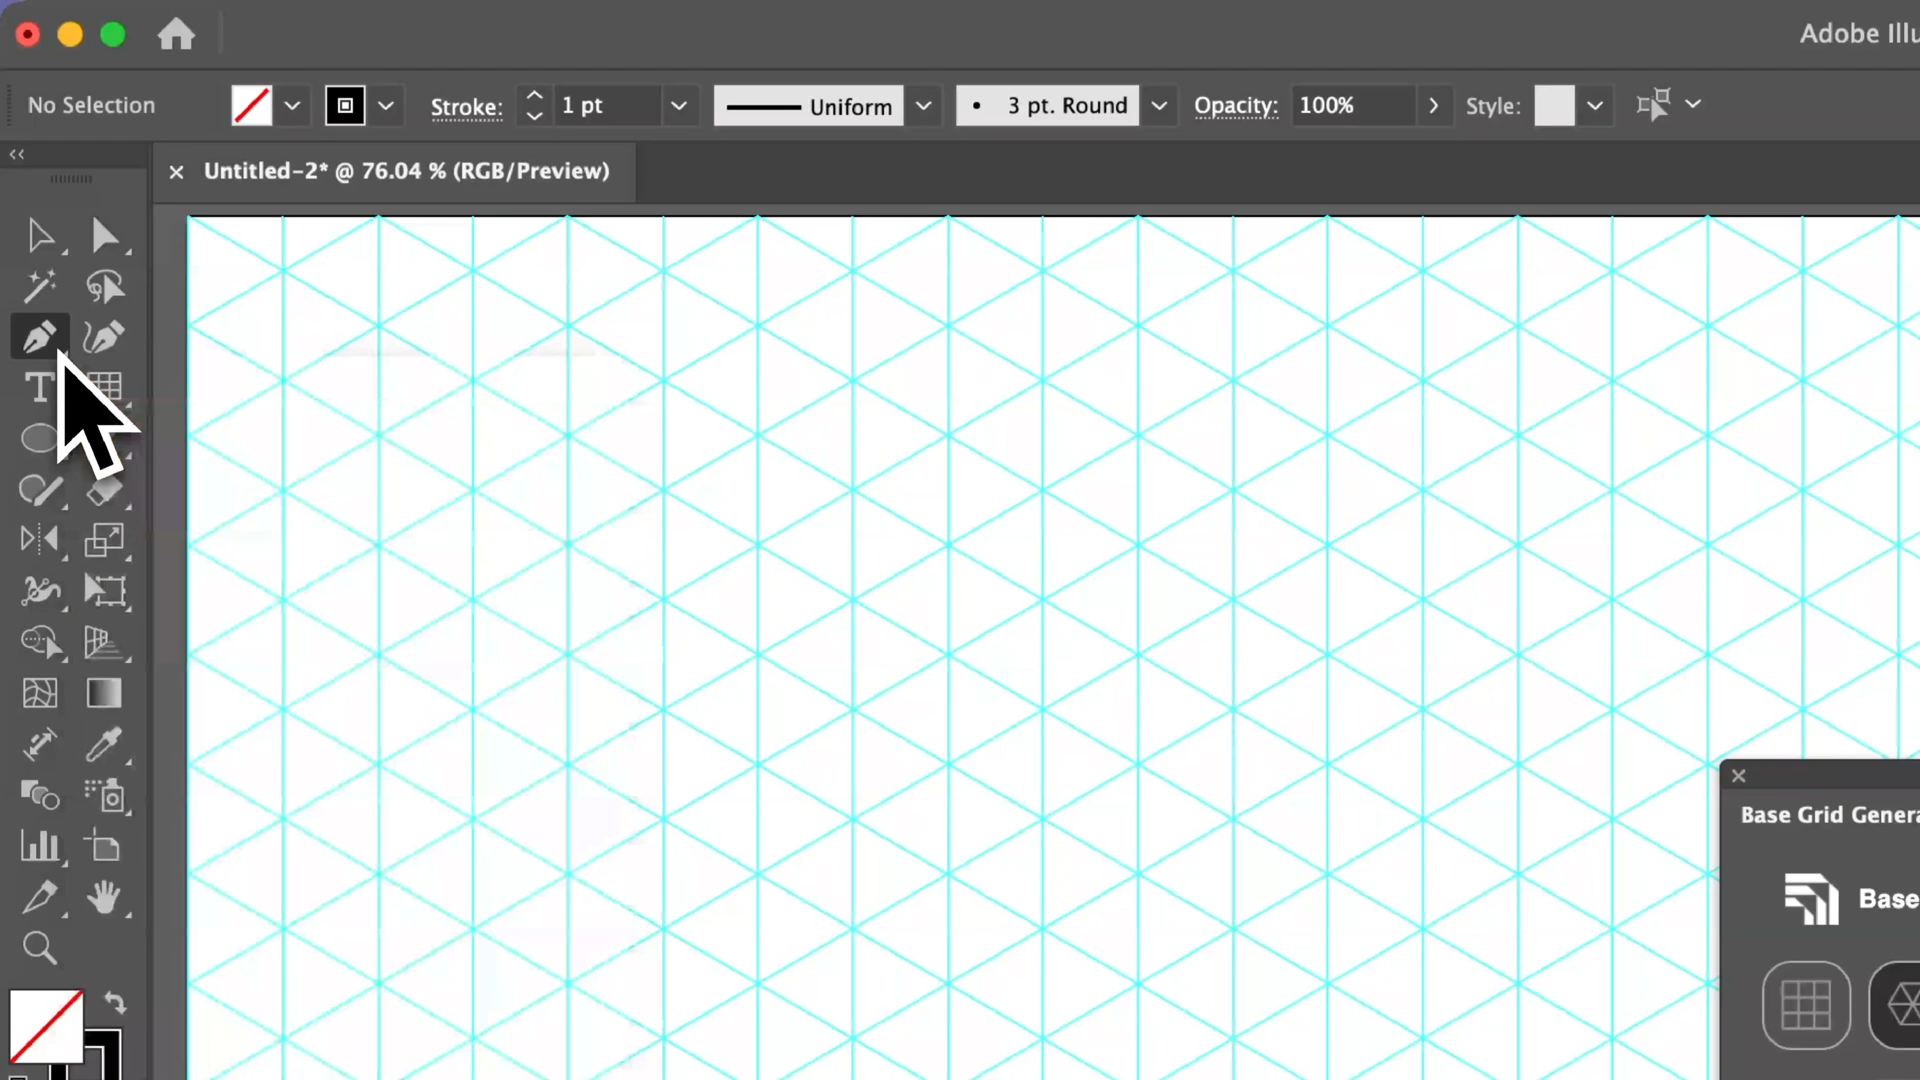 Adobe Illu
No Selection
Stroke:
1 pt
Uniform
3 pt. Round
Opacity:
100%
Style:
Untitled-2* @ 76.04 % (RGB/Preview)
Base Grid Genera
Base